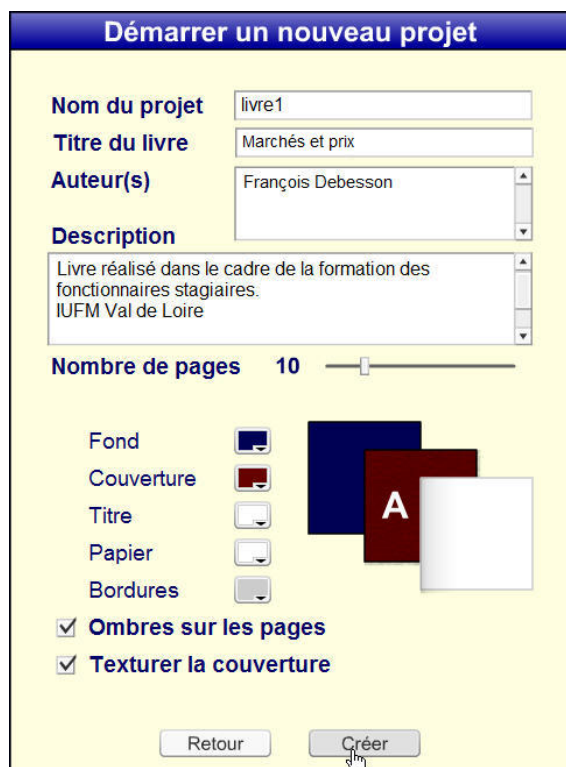 Démarrer un nouveau projet
Nom du projet livre1
Titre du livre Marchés et prix
Auteur(s) François Debesson
Description
Livre réalisé dans le cadre de la formation des
fonctionnaires stagiaires.
IUFM Val de Loire
Nombre de pages 10
Fond
Couverture
A
Titre
Papier
Bordures
Ombres sur les pages
Texturer la couverture
Retour Créer